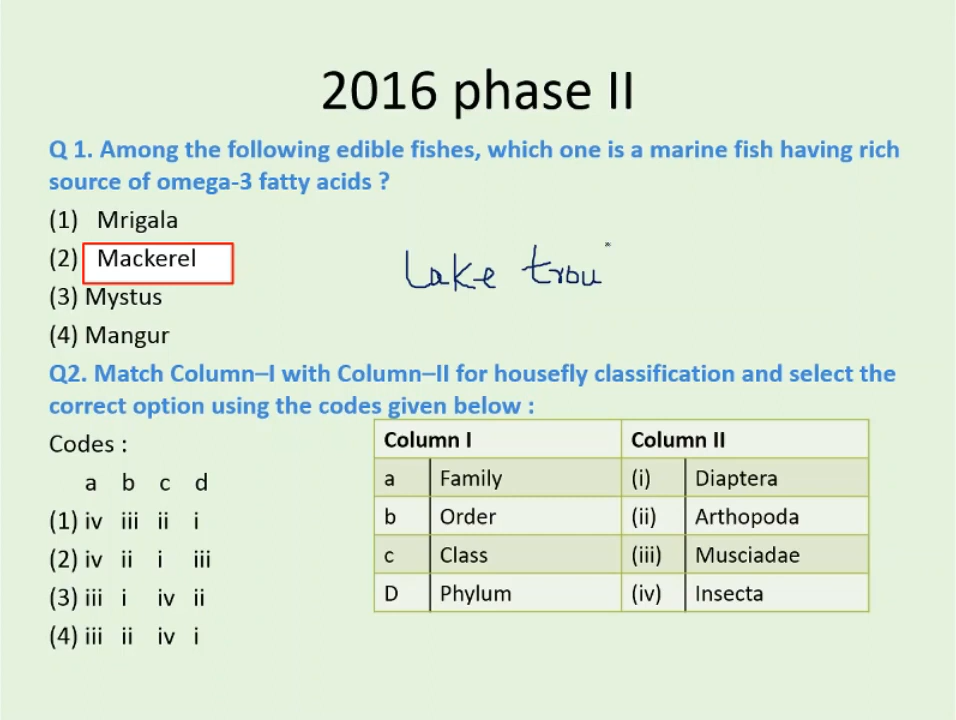 2016 phase II
Q 1. Among the following edible fishes, which one is a marine fish having rich
source of omega-3 fatty acids ?
(1) Mrigala
(2) Mackerel
Lake trou
(3) Mystus
(4) Mangur
Q2. Match Column–I with Column–II for housefly classification and select the
correct option using the codes given below :
Codes :
a b c d
(1) iv iii ii i
(2) iv ii i iii
(3) iii i iv ii
(4) iii ii iv i
Column I Column II
a Family (i) Diaptera
b Order (ii) Arthopoda
c Class (iii) Musciadae
D Phylum (iv) Insecta